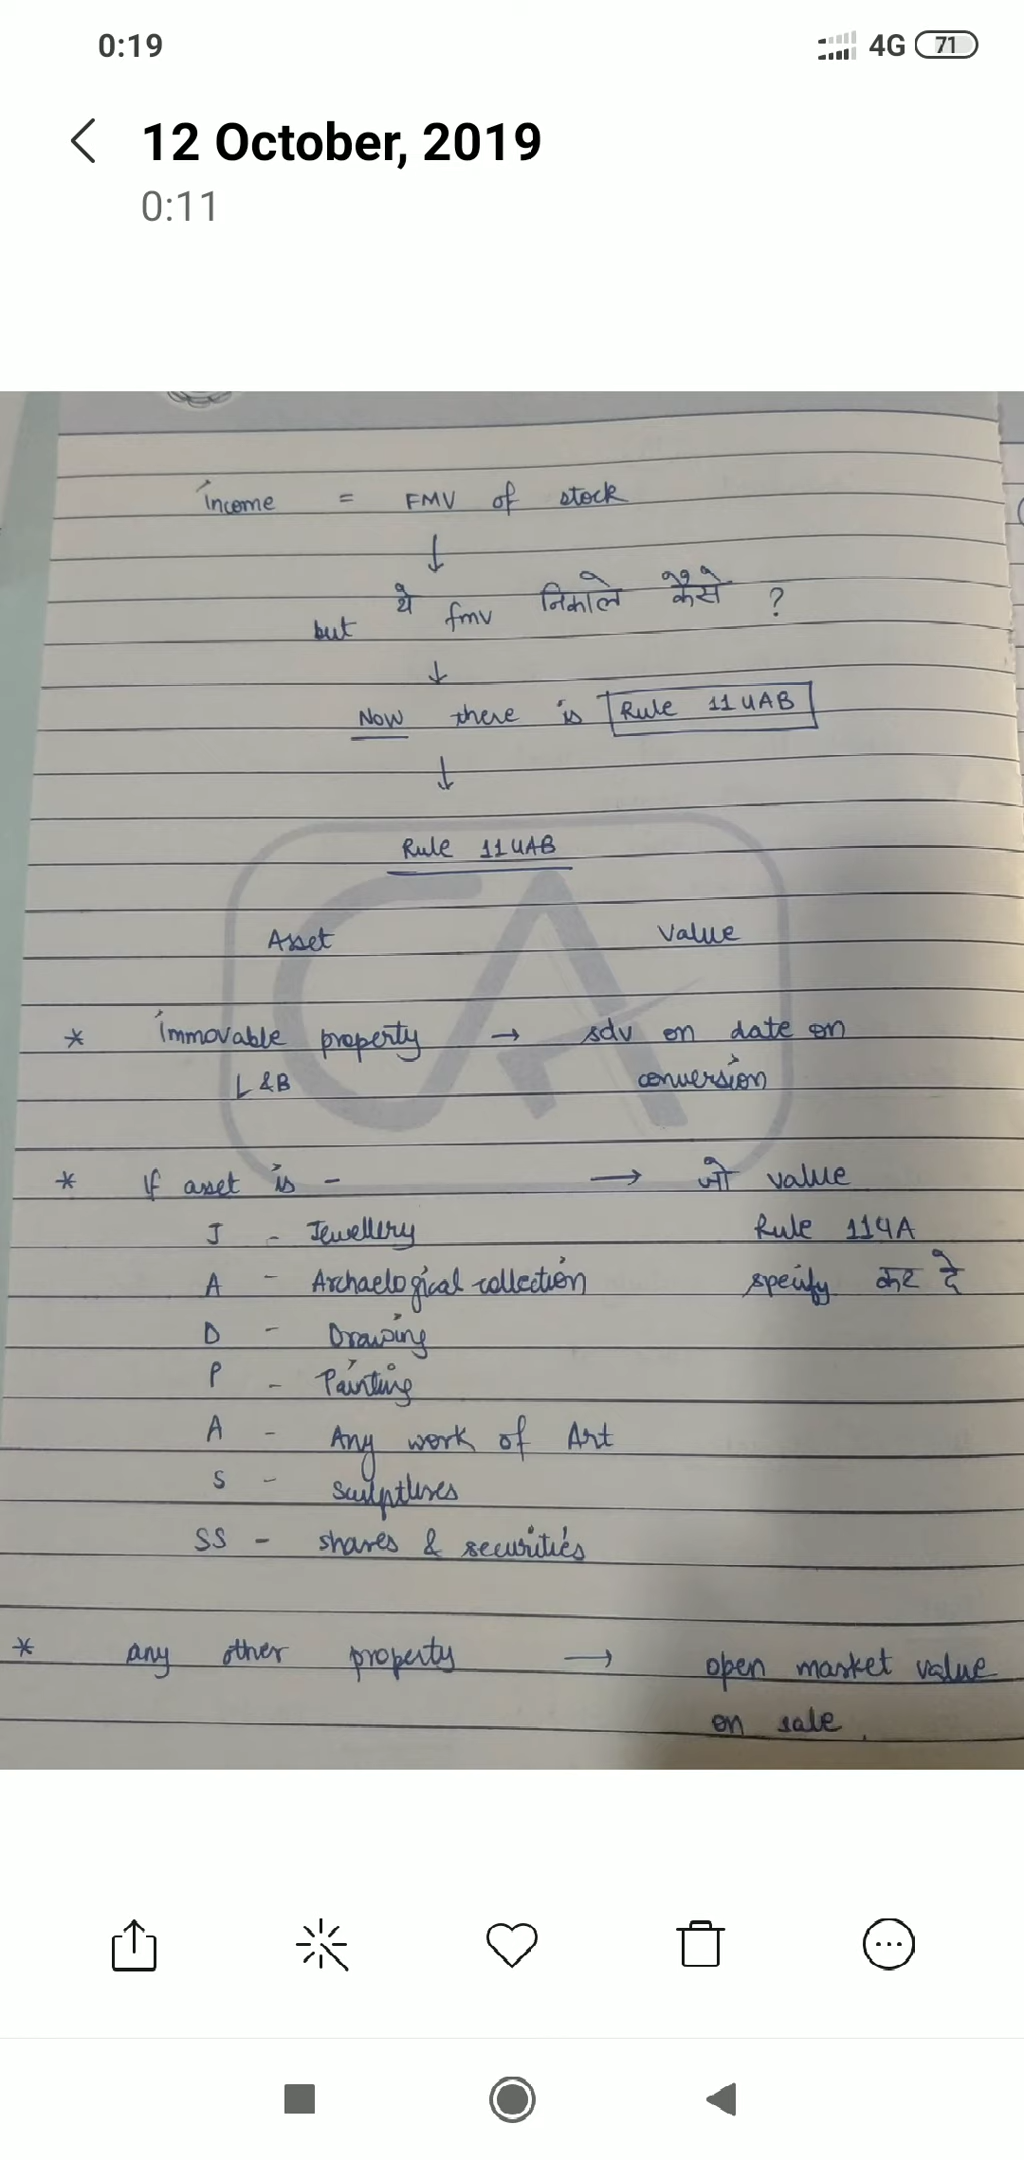 0:19
4G 71
12 October, 2019
0:11
income = FMV of stock
but ये fmv निकाले कैसे ?
Now there is Rule 11UAB
Rule 11UAB
Asset Value
* immovable property → sdv on date on
L&B conversion
* If asset is - → जो value
J - Jewellery Rule 11UA
A - Archaelogical collection specify कर दे
D - Drawing
P - Painting
A - Any work of Art
S - Sculptures
SS - shares & securities
* any other property → open market value
on sale.